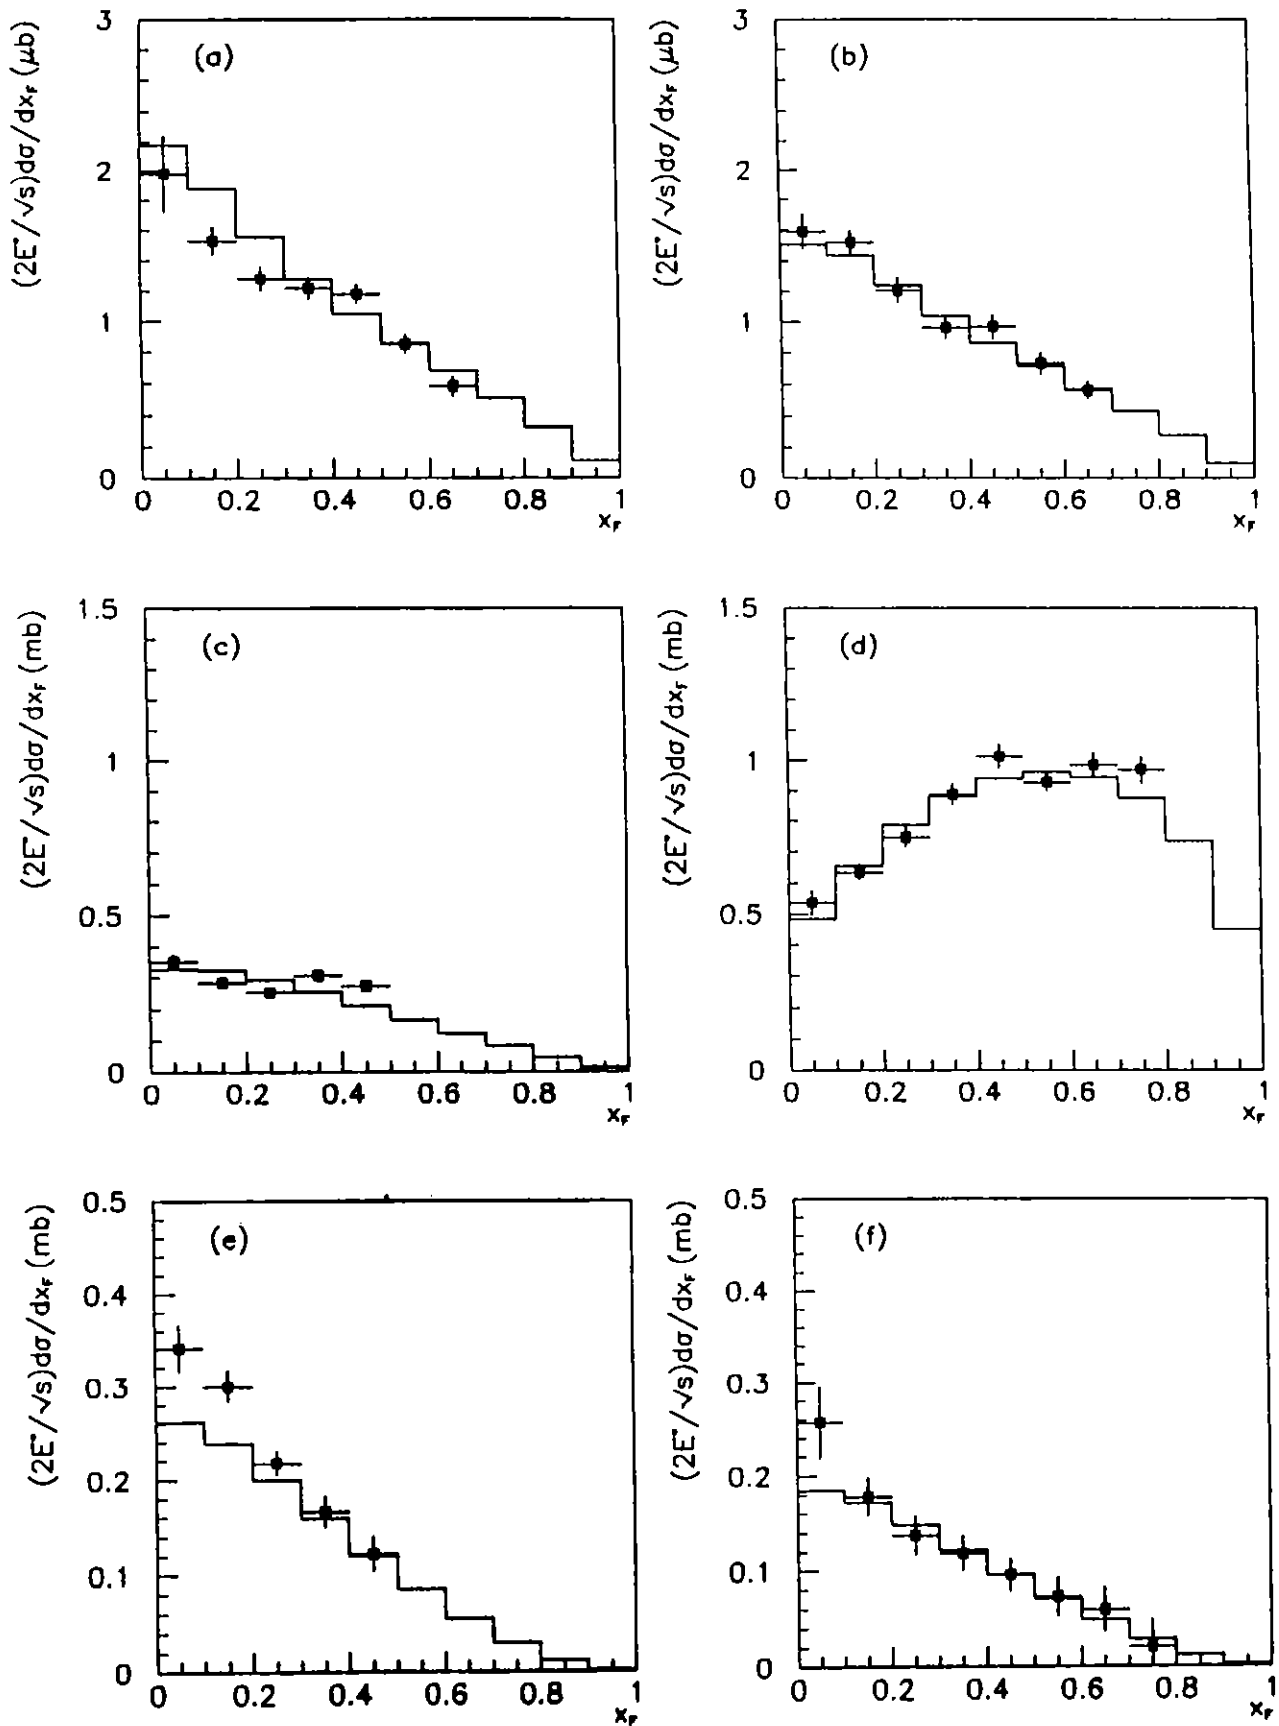 (2E*/√s)dσ/dx_F (μb)
(a)
3
2
1
0
0 0.2 0.4 0.6 0.8 1
x_F
(2E*/√s)dσ/dx_F (μb)
(b)
3
2
1
0
0 0.2 0.4 0.6 0.8 1
x_F
(2E*/√s)dσ/dx_F (mb)
(c)
1.5
1
0.5
0
0 0.2 0.4 0.6 0.8 1
x_F
(2E*/√s)dσ/dx_F (mb)
(d)
1.5
1
0.5
0
0 0.2 0.4 0.6 0.8 1
x_F
(2E*/√s)dσ/dx_F (mb)
(e)
0.5
0.4
0.3
0.2
0.1
0
0 0.2 0.4 0.6 0.8 1
x_F
(2E*/√s)dσ/dx_F (mb)
(f)
0.5
0.4
0.3
0.2
0.1
0
0 0.2 0.4 0.6 0.8 1
x_F